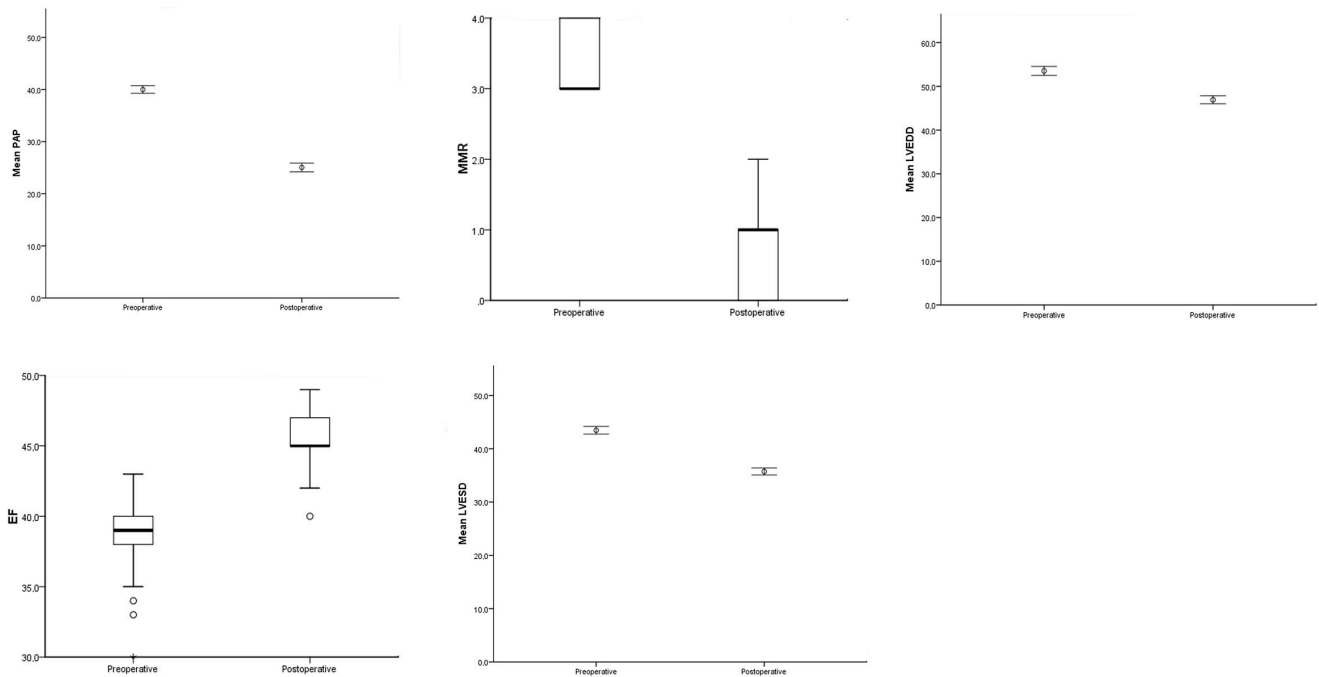 Mean PAP
50,0
40,0
30,0
20,0
10,0
0,0
Preoperative Postoperative
MMR
4,0
3,0
2,0
1,0
,0
Preoperative Postoperative
Mean LVEDD
60,0
50,0
40,0
30,0
20,0
10,0
0,0
Preoperative Postoperative
EF
50,0
45,0
40,0
35,0
30,0
Preoperative Postoperative
Mean LVESD
50,0
40,0
30,0
20,0
10,0
0,0
Preoperative Postoperative